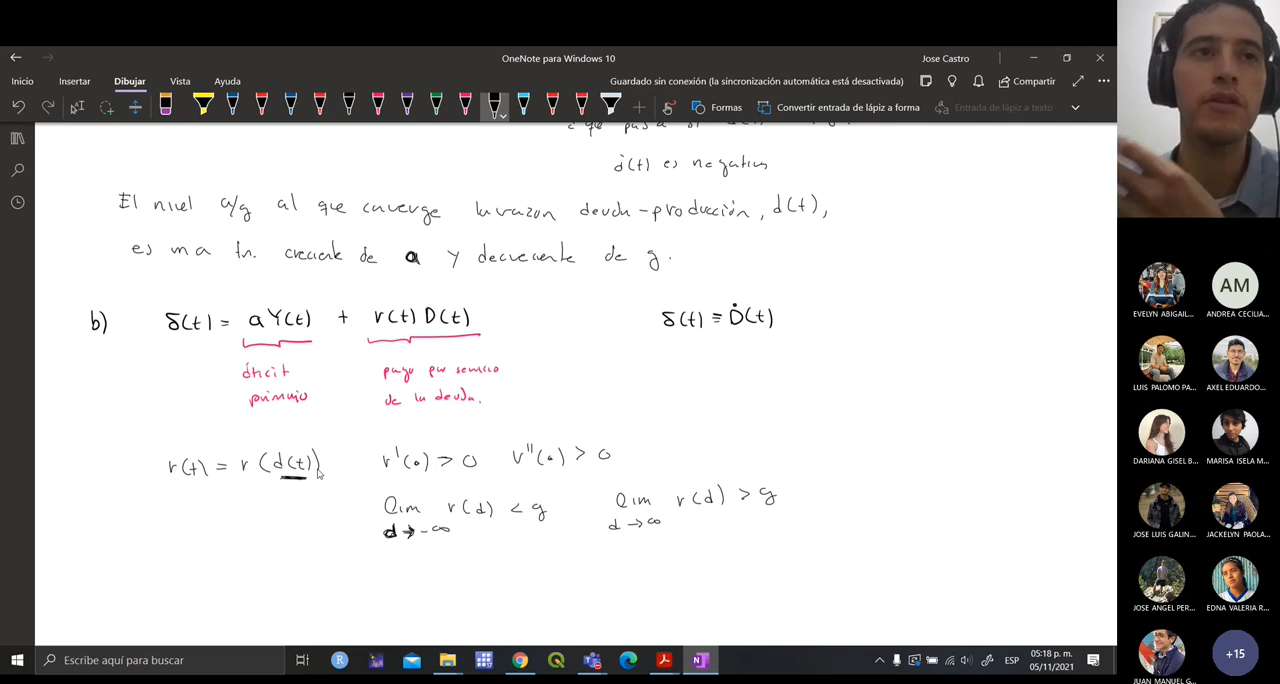 OneNote para Windows 10
Jose Castro
Inicio Insertar Dibujar Vista Ayuda
Guardado sin conexión (la sincronización automática está desactivada)
Compartir
Formas
Convertir entrada de lápiz a forma
Entrada de lápiz a texto
¿que pasa si
ḋ(t) es negativa
El nivel a/g al que converge la razon deuda-producción, d(t),
es una fn. creciente de a y decreciente de g.
b) δ(t) = aY(t) + r(t) D(t) δ(t) ≡ Ḋ(t)
déficit primario
pago por servicio de la deuda.
r(t) = r(d(t)) r'(•) > 0 r''(•) > 0
lim r(d) < g lim r(d) > g
d → -∞ d → ∞
EVELYN ABIGAIL...
AM
ANDREA CECILIA...
LUIS PALOMO PA...
AXEL EDUARDO...
DARIANA GISEL B...
MARISA ISELA M...
JOSE LUIS GALIN...
JACKELYN PAOLA...
JOSE ANGEL PER...
EDNA VALERIA R...
JUAN MANUEL G...
+15
Escribe aquí para buscar
ESP
05:18 p. m.
05/11/2021